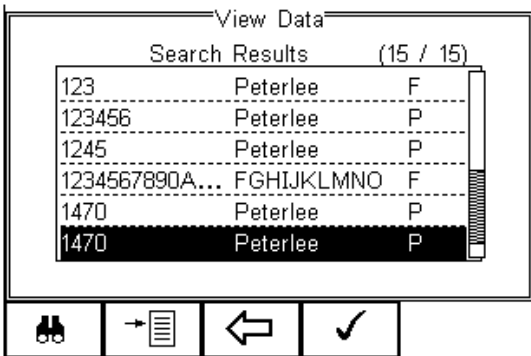 View Data
Search Results (15 / 15)
123 Peterlee F
123456 Peterlee P
1245 Peterlee P
1234567890A... FGHIJKLMNO F
1470 Peterlee P
1470 Peterlee P